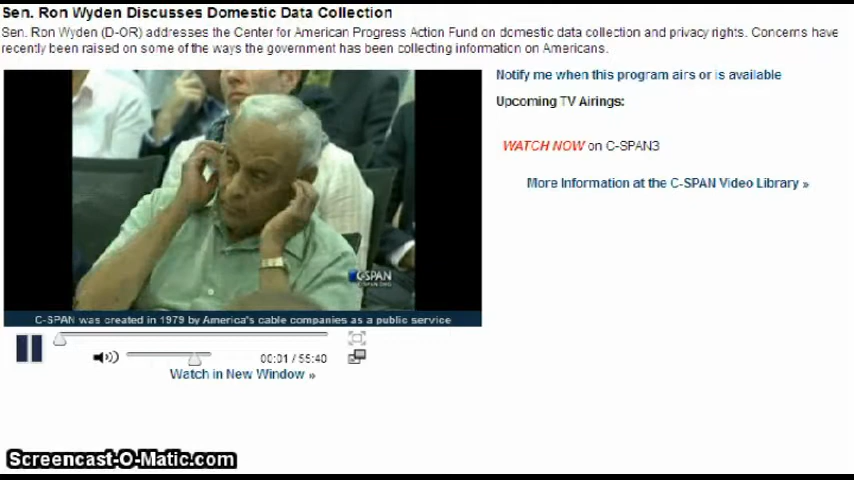 Sen. Ron Wyden Discusses Domestic Data Collection
Sen. Ron Wyden (D-OR) addresses the Center for American Progress Action Fund on domestic data collection and privacy rights. Concerns have
recently been raised on some of the ways the government has been collecting information on Americans.
Notify me when this program airs or is available
Upcoming TV Airings:
WATCH NOW on C-SPAN3
More Information at the C-SPAN Video Library »
C-SPAN
C-SPAN was created in 1979 by America's cable companies as a public service
00:01 / 55:40
Watch in New Window »
Screencast-O-Matic.com